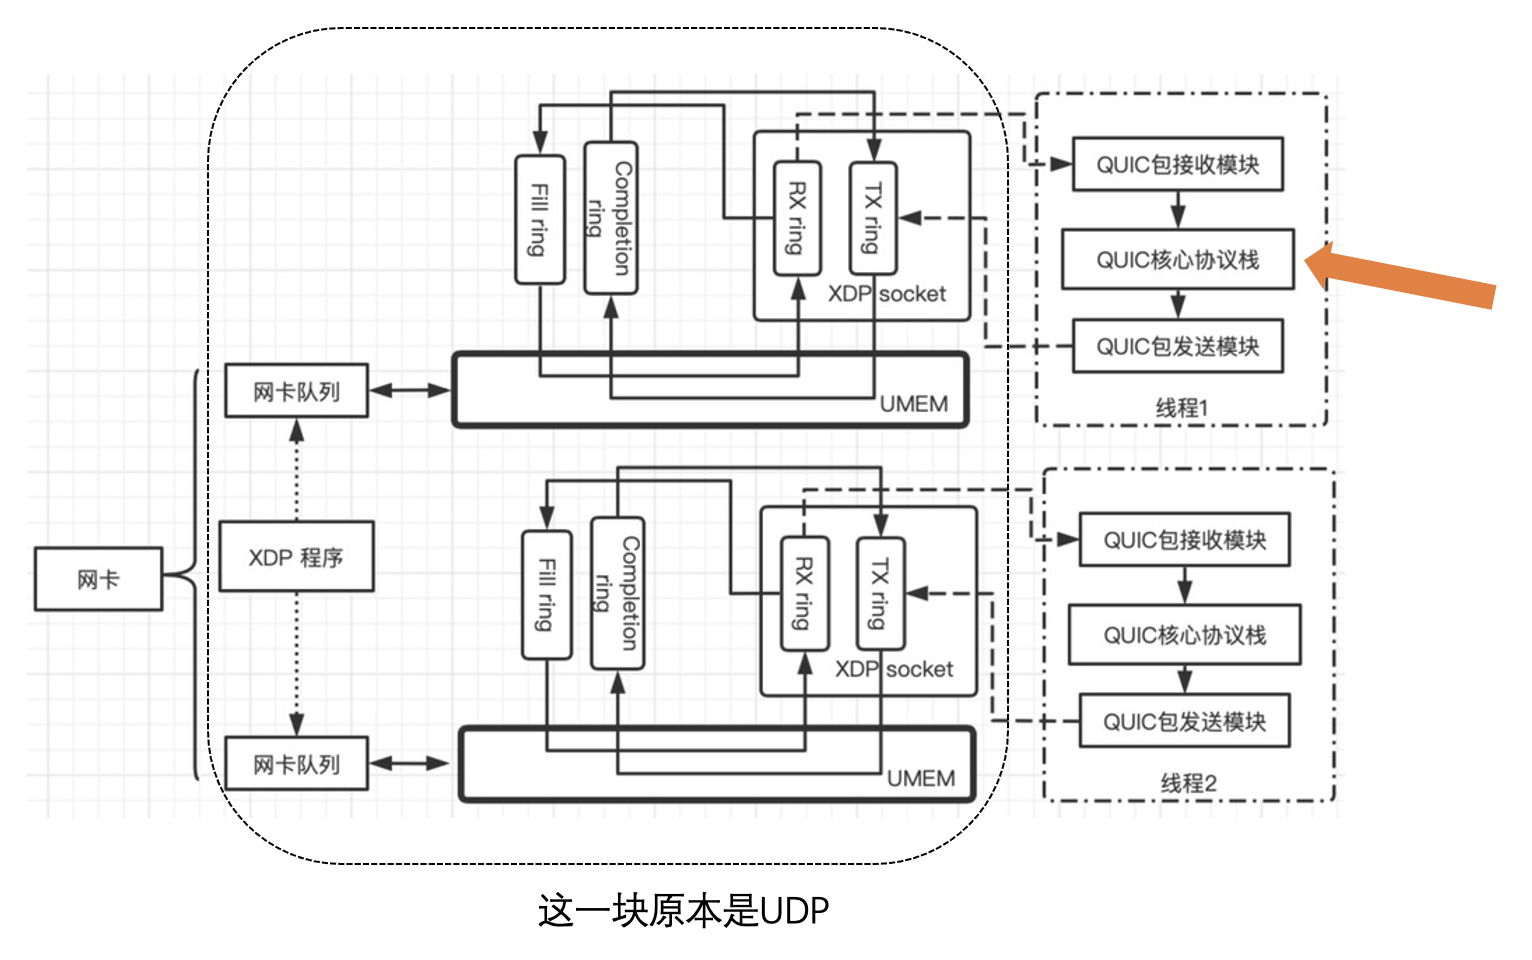 Fill ring
Completion
ring
RX ring
TX ring
XDP socket
QUIC包接收模块
QUIC核心协议栈
QUIC包发送模块
线程1
网卡队列
UMEM
网卡
XDP 程序
Fill ring
Completion
ring
RX ring
TX ring
XDP socket
QUIC包接收模块
QUIC核心协议栈
QUIC包发送模块
线程2
网卡队列
UMEM
这一块原本是UDP